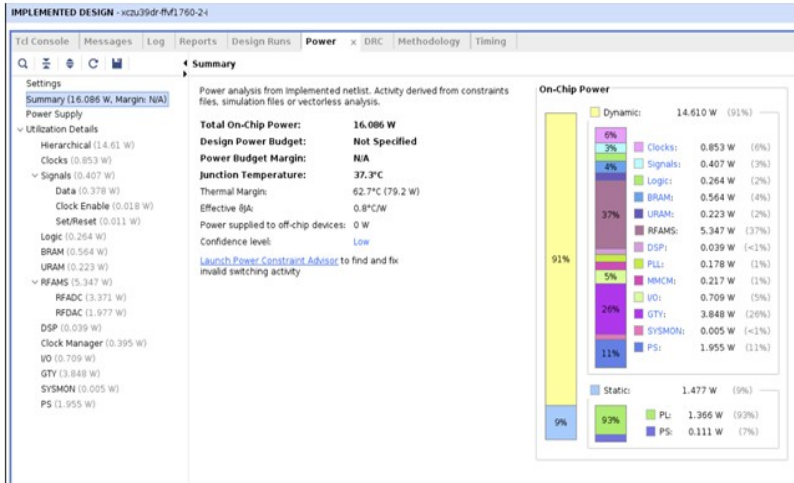 IMPLEMENTED DESIGN - xczu39dr-ffvf1760-2-i
Tcl Console Messages Log Reports Design Runs Power × DRC Methodology Timing
Summary
Settings
Summary (16.086 W, Margin: N/A)
Power Supply
Utilization Details
Hierarchical (14.61 W)
Clocks (0.853 W)
Signals (0.407 W)
Data (0.378 W)
Clock Enable (0.018 W)
Set/Reset (0.011 W)
Logic (0.264 W)
BRAM (0.564 W)
URAM (0.223 W)
RFAMS (5.347 W)
RFADC (3.371 W)
RFDAC (1.977 W)
DSP (0.039 W)
Clock Manager (0.395 W)
I/O (0.709 W)
GTY (3.848 W)
SYSMON (0.005 W)
PS (1.955 W)
Power analysis from Implemented netlist. Activity derived from constraints
files, simulation files or vectorless analysis.
Total On-Chip Power: 16.086 W
Design Power Budget: Not Specified
Power Budget Margin: N/A
Junction Temperature: 37.3°C
Thermal Margin: 62.7°C (79.2 W)
Effective θJA: 0.8°C/W
Power supplied to off-chip devices: 0 W
Confidence level: Low
Launch Power Constraint Advisor to find and fix
invalid switching activity
On-Chip Power
91%
9%
Dynamic: 14.610 W (91%)
6%
3%
4%
37%
5%
26%
11%
Clocks: 0.853 W (6%)
Signals: 0.407 W (3%)
Logic: 0.264 W (2%)
BRAM: 0.564 W (4%)
URAM: 0.223 W (2%)
RFAMS: 5.347 W (37%)
DSP: 0.039 W (<1%)
PLL: 0.178 W (1%)
MMCM: 0.217 W (1%)
I/O: 0.709 W (5%)
GTY: 3.848 W (26%)
SYSMON: 0.005 W (<1%)
PS: 1.955 W (11%)
Static: 1.477 W (9%)
93%
PL: 1.366 W (93%)
PS: 0.111 W (7%)